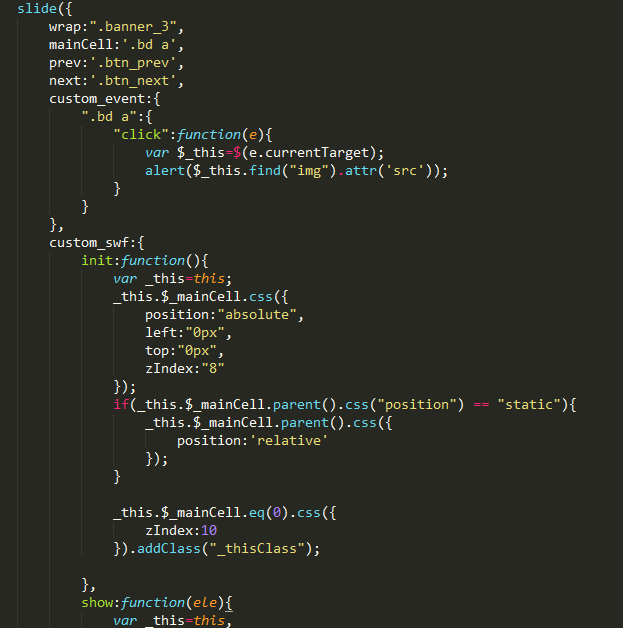 slide({
wrap:".banner_3",
mainCell:'.bd a',
prev:'.btn_prev',
next:'.btn_next',
custom_event:{
".bd a":{
"click":function(e){
var $_this=$(e.currentTarget);
alert($_this.find("img").attr('src'));
}
}
},
custom_swf:{
init:function(){
var _this=this;
_this.$_mainCell.css({
position:"absolute",
left:"0px",
top:"0px",
zIndex:"8"
});
if(_this.$_mainCell.parent().css("position") == "static"){
_this.$_mainCell.parent().css({
position:'relative'
});
}
_this.$_mainCell.eq(0).css({
zIndex:10
}).addClass("_thisClass");
},
show:function(ele){
var _this=this,